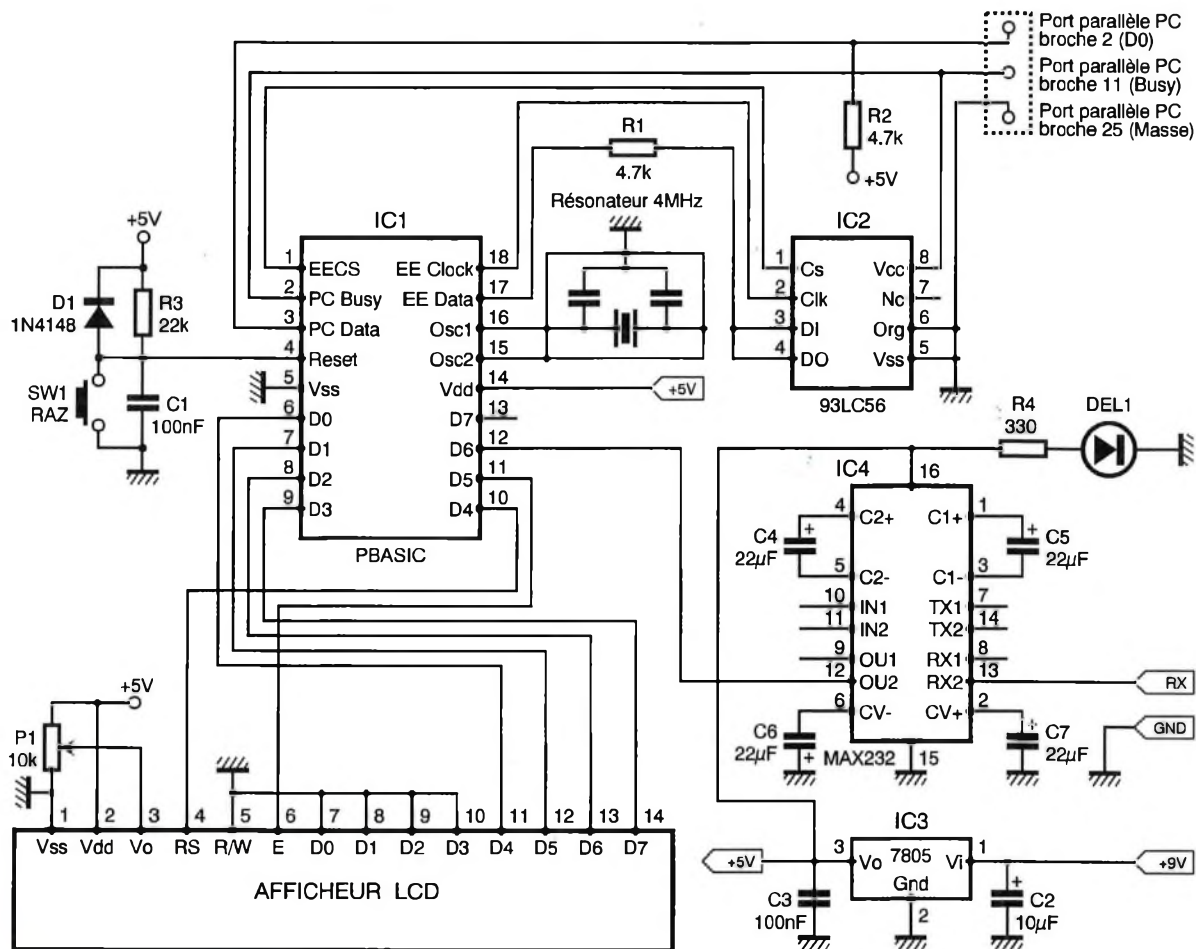 Port parallèle PC
broche 2 (D0)
Port parallèle PC
broche 11 (Busy)
Port parallèle PC
broche 25 (Masse)
R1
4.7k
R2
4.7k
+5V
Résonateur 4MHz
+5V
D1
1N4148
R3
22k
SW1
RAZ
C1
100nF
IC1
1 EECS EE Clock 18
2 PC Busy EE Data 17
3 PC Data Osc1 16
4 Reset Osc2 15
5 Vss Vdd 14
6 D0 D7 13
7 D1 D6 12
8 D2 D5 11
9 D3 D4 10
PBASIC
+5V
IC2
1 Cs Vcc 8
2 Clk Nc 7
3 DI Org 6
4 DO Vss 5
93LC56
R4
330
DEL1
IC4
16
4 C2+ C1+ 1
C4
22µF
C5
22µF
5 C2- C1- 3
10 IN1 TX1 7
11 IN2 TX2 14
9 OU1 RX1 8
12 OU2 RX2 13
6 CV- CV+ 2
+
+
+
+
C6
22µF
C7
22µF
MAX232
15
RX
GND
+5V
P1
10k
1 2 3 4 5 6 7 8 9 10 11 12 13 14
Vss Vdd Vo RS R/W E D0 D1 D2 D3 D4 D5 D6 D7
AFFICHEUR LCD
IC3
+5V
3 Vo 7805 Vi 1
Gnd
2
+9V
C3
100nF
+
C2
10µF